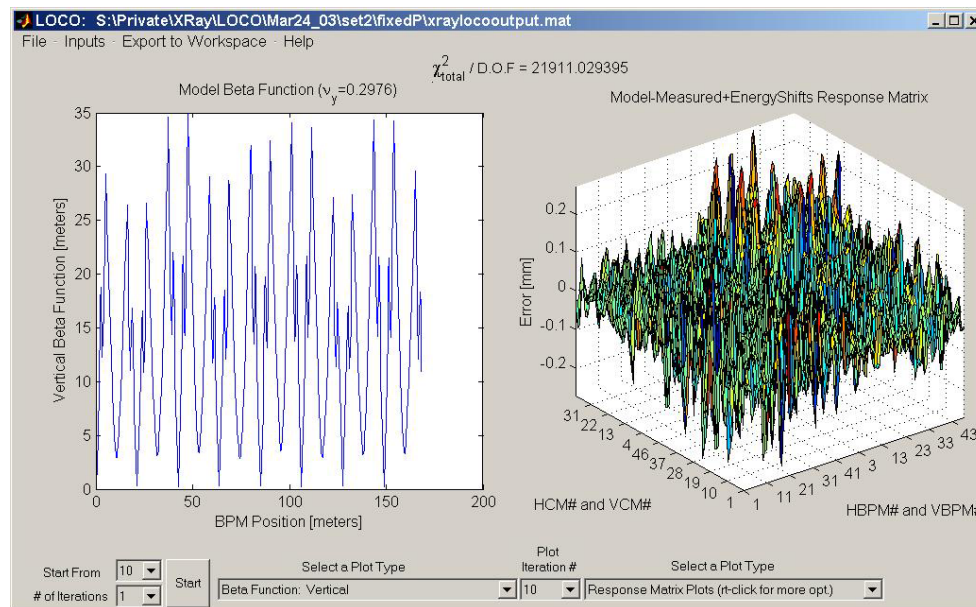 LOCO: S:\Private\XRay\LOCO\Mar24_03\set2\fixedP\xraylocooutput.mat
File - Inputs - Export to Workspace - Help
χ²total / D.O.F = 21911.029395
Model Beta Function (νy=0.2976)
35
30
25
20
15
10
5
0
0 50 100 150 200
Vertical Beta Function [meters]
BPM Position [meters]
Model-Measured+EnergyShifts Response Matrix
0.2
0.1
0
-0.1
-0.2
Error [mm]
31 22 13 4 46 37 28 19 10 1
1 11 21 31 41 3 13 23 33 43
HCM# and VCM#
HBPM# and VBPM#
Start From 10
# of Iterations 1
Start
Select a Plot Type
Beta Function: Vertical
Plot
Iteration #
10
Select a Plot Type
Response Matrix Plots (rt-click for more opt.)